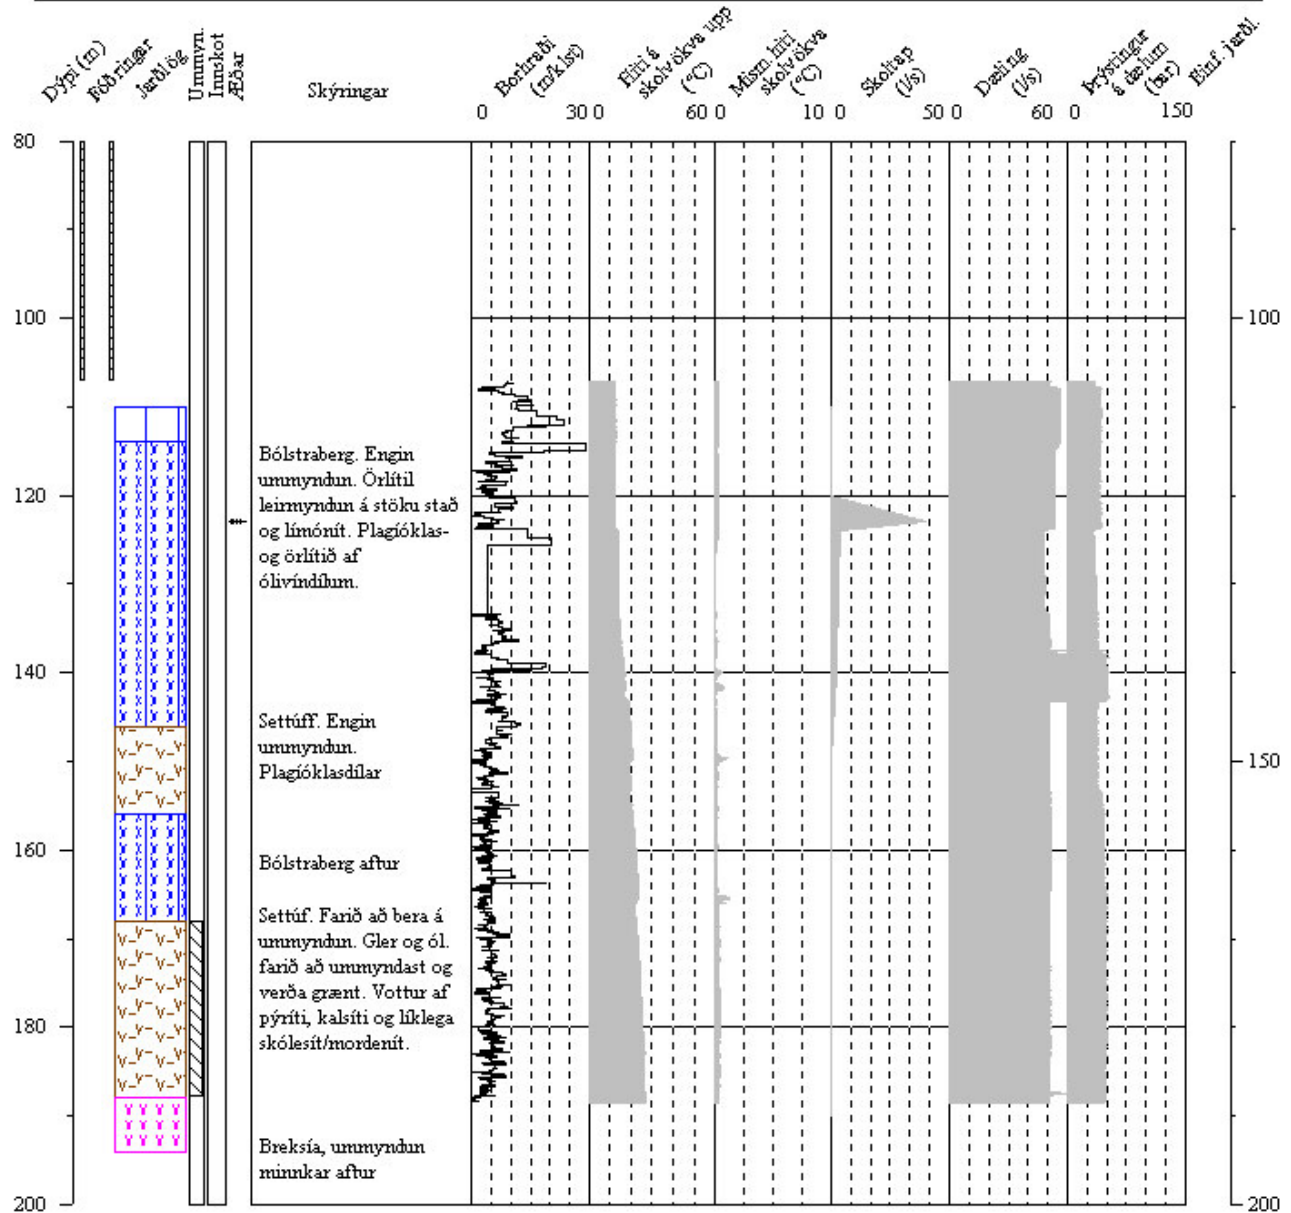 Dýpi (m)
Fóðringar
Jarðlög
Ummyn.
Innskot
Æðar
Skýringar
Borhraði
(m/klst)
Hiti á
skolvökva upp
(°C)
Mism. hiti
skolvökva
(°C)
Skoltap
(l/s)
Dæling
(l/s)
Þrýstingur
á dælum
(bar)
Einf. jarðl.
0 30 0 60 0 10 0 50 0 60 0 150
80
100
120
140
160
180
200
100
150
200
Bólstraberg. Engin
ummyndun. Örlítil
leirmyndun á stöku stað
og límónít. Plagíóklas-
og örlítið af
ólivíndílum.
Settúff. Engin
ummyndun.
Plagíóklasdílar
Bólstraberg aftur
Settúf. Farið að bera á
ummyndun. Gler og ól.
farið að ummyndast og
verða grænt. Vottur af
pýríti, kalsíti og líklega
skólesít/mordenít.
Breksía, ummyndun
minnkar aftur